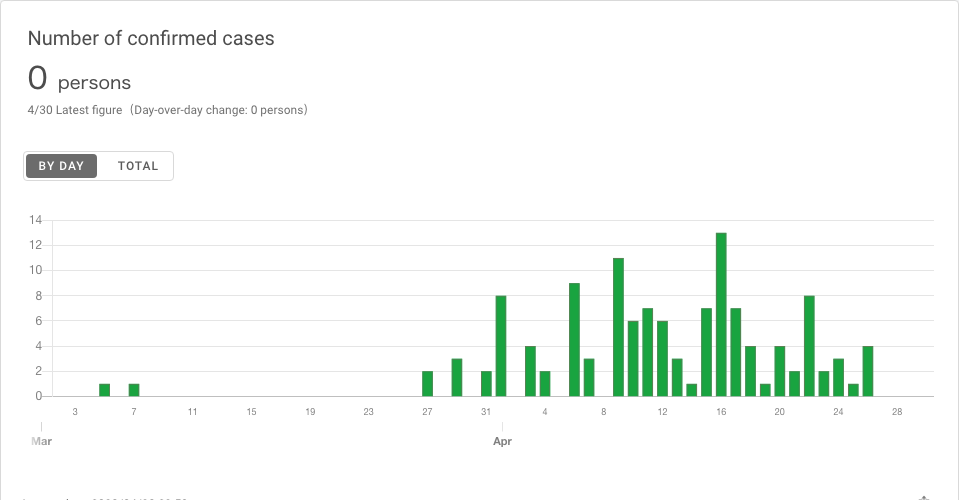 Number of confirmed cases
0 persons
4/30 Latest figure（Day-over-day change: 0 persons）
BY DAY TOTAL
14
12
10
8
6
4
2
0
3 7 11 15 19 23 27 31 4 8 12 16 20 24 28
Mar Apr